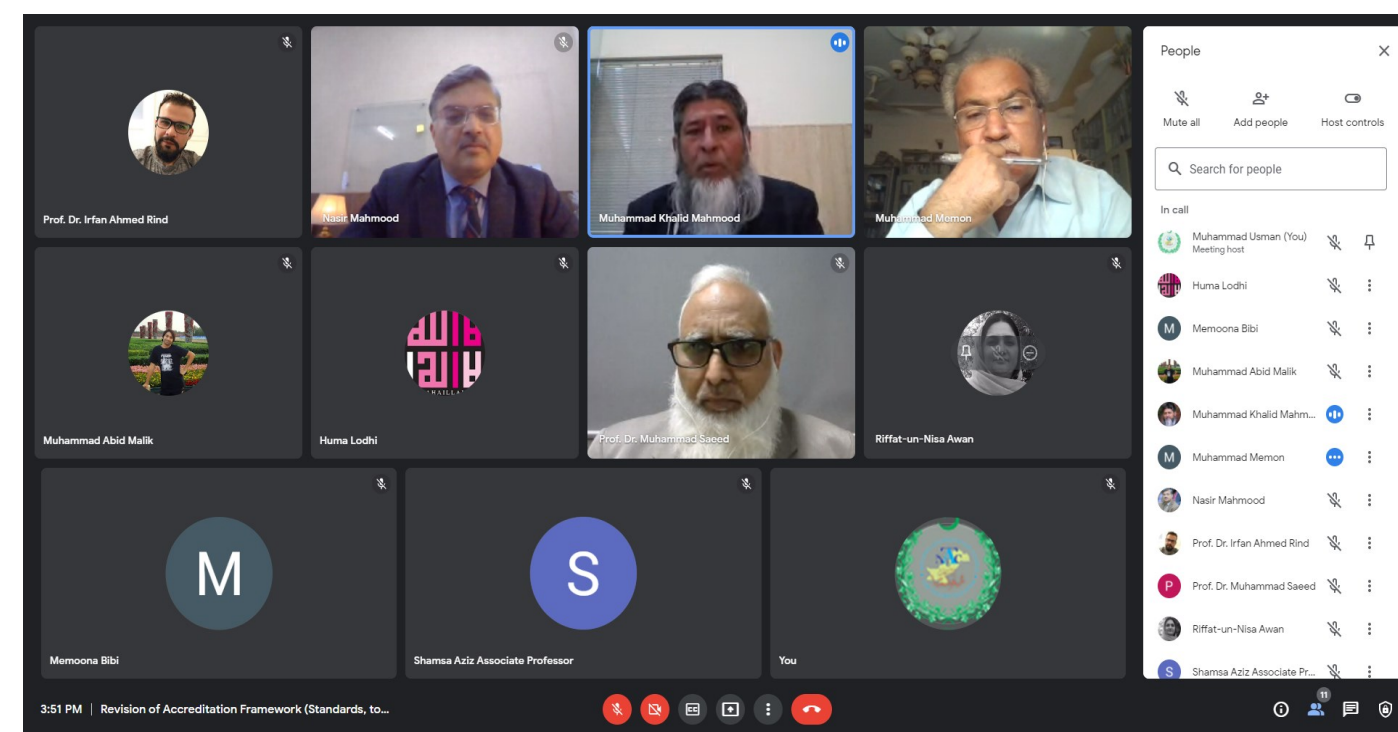 Prof. Dr. Irfan Ahmed Rind
Nasir Mahmood
Muhammad Khalid Mahmood
Muhammad Memon
Muhammad Abid Malik
Huma Lodhi
Prof. Dr. Muhammad Saeed
Riffat-un-Nisa Awan
M
Memoona Bibi
S
Shamsa Aziz Associate Professor
You
3:51 PM | Revision of Accreditation Framework (Standards, to...
CC
11
People
Mute all
Add people
Host controls
Search for people
In call
Muhammad Usman (You)
Meeting host
Huma Lodhi
M Memoona Bibi
Muhammad Abid Malik
Muhammad Khalid Mahm...
M Muhammad Memon
Nasir Mahmood
Prof. Dr. Irfan Ahmed Rind
P Prof. Dr. Muhammad Saeed
Riffat-un-Nisa Awan
S Shamsa Aziz Associate Pr...